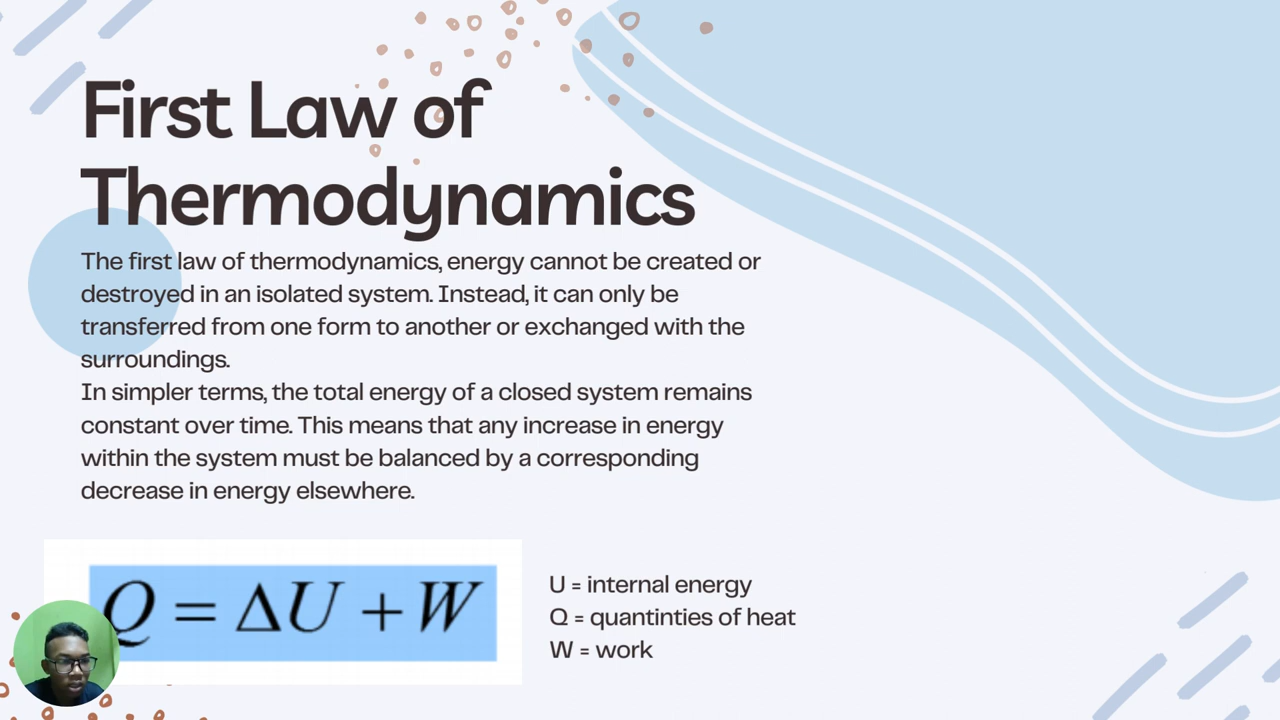 First Law of
Thermodynamics
The first law of thermodynamics, energy cannot be created or
destroyed in an isolated system. Instead, it can only be
transferred from one form to another or exchanged with the
surroundings.
In simpler terms, the total energy of a closed system remains
constant over time. This means that any increase in energy
within the system must be balanced by a corresponding
decrease in energy elsewhere.
Q = ΔU + W
U = internal energy
Q = quantinties of heat
W = work